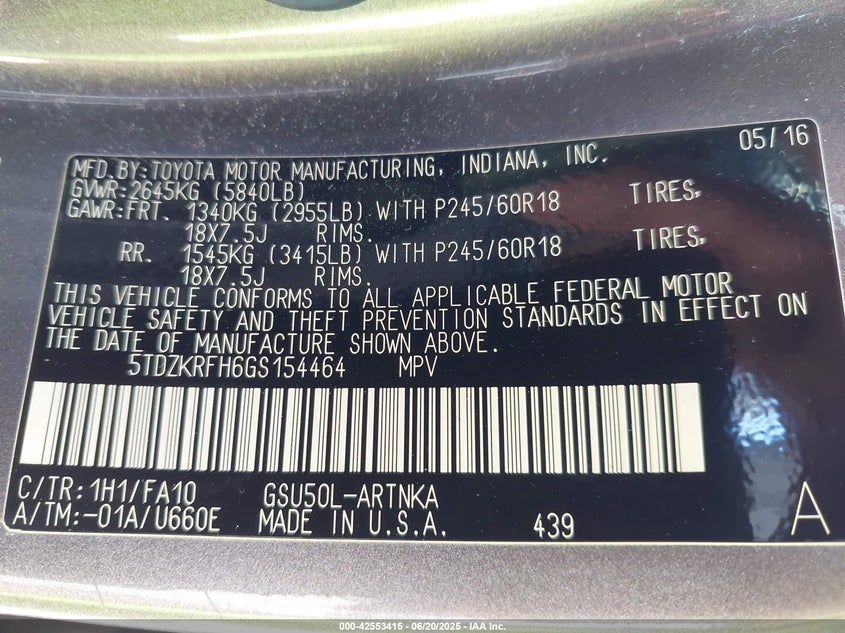 05/16
MFD.BY:TOYOTA MOTOR MANUFACTURING, INDIANA, INC.
GVWR:2645KG (5840LB)
GAWR:FRT. 1340KG (2955LB) WITH P245/60R18 TIRES,
18X7.5J RIMS.
RR. 1545KG (3415LB) WITH P245/60R18 TIRES,
18X7.5J RIMS.
THIS VEHICLE CONFORMS TO ALL APPLICABLE FEDERAL MOTOR
VEHICLE SAFETY AND THEFT PREVENTION STANDARDS IN EFFECT ON
THE DATE OF MANUFACTURE SHOWN ABOVE.
5TDZKRFH6GS154464 MPV
C/TR:1H1/FA10 GSU50L-ARTNKA
A/TM:-01A/U660E MADE IN U.S.A. 439 A
000-42553415 - 06/20/2025 - IAA Inc.